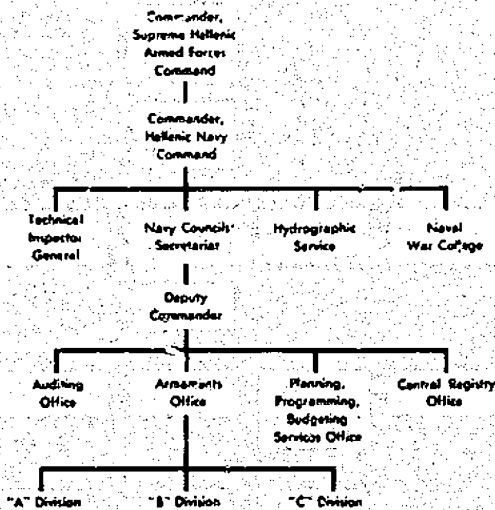 Commander,
Supreme Hellenic
Armed Forces
Command
Commander,
Hellenic Navy
Command
Technical
Inspector
General
Navy Councils'
Secretariat
Hydrographic
Service
Naval
War College
Deputy
Commander
Auditing
Office
Armaments
Office
Planning,
Programming,
Budgeting
Services Office
Central Registry
Office
"A" Division
"B" Division
"C" Division